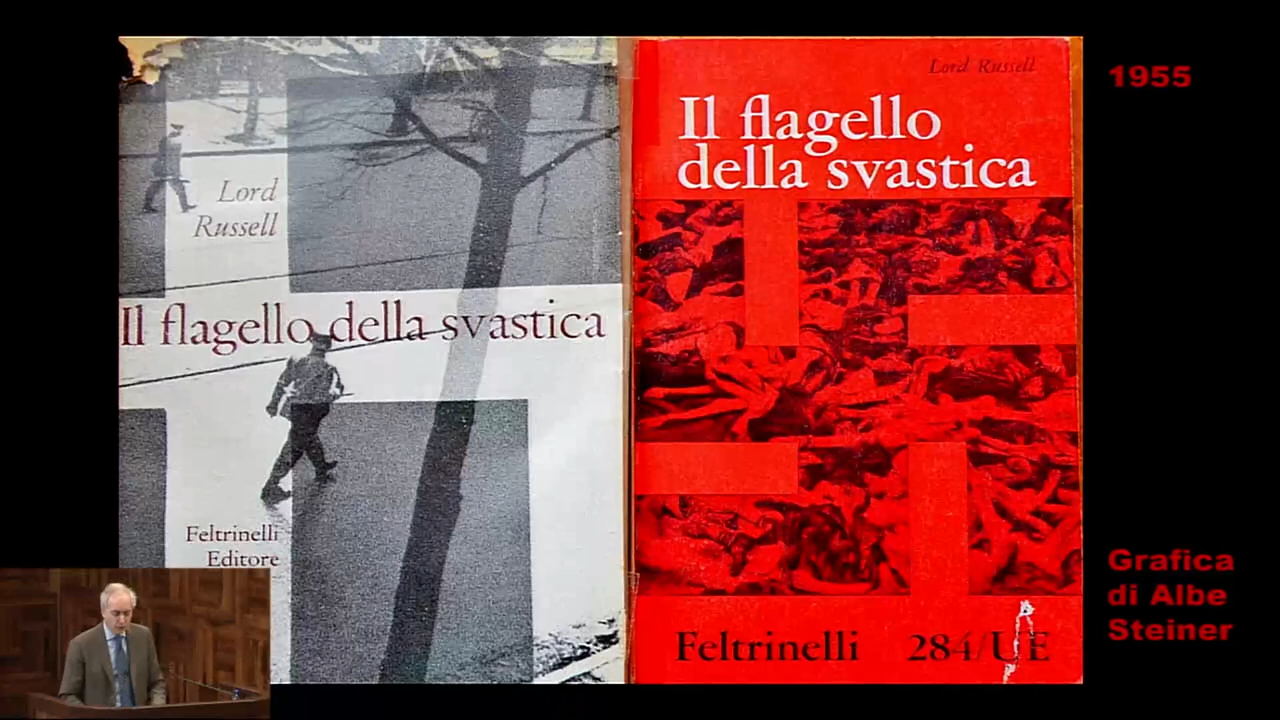 Lord
Russell
Il flagello della svastica
Feltrinelli
Editore
Lord Russell
Il flagello
della svastica
Feltrinelli 284/UE
1955
Grafica
di Albe
Steiner